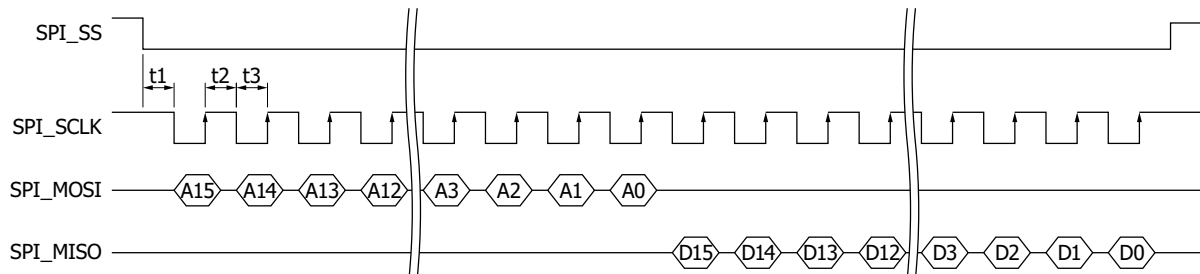 SPI_SS
t1 t2 t3
SPI_SCLK
SPI_MOSI A15 A14 A13 A12 A3 A2 A1 A0
SPI_MISO D15 D14 D13 D12 D3 D2 D1 D0